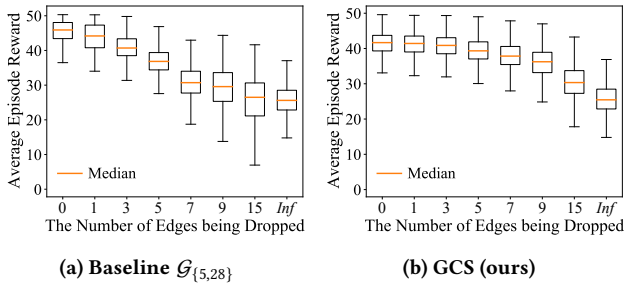 50
40
30
20
10
0
Average Episode Reward
Median
0 1 3 5 7 9 15 Inf
The Number of Edges being Dropped
(a) Baseline 𝒢{5,28}
50
40
30
20
10
0
Average Episode Reward
Median
0 1 3 5 7 9 15 Inf
The Number of Edges being Dropped
(b) GCS (ours)